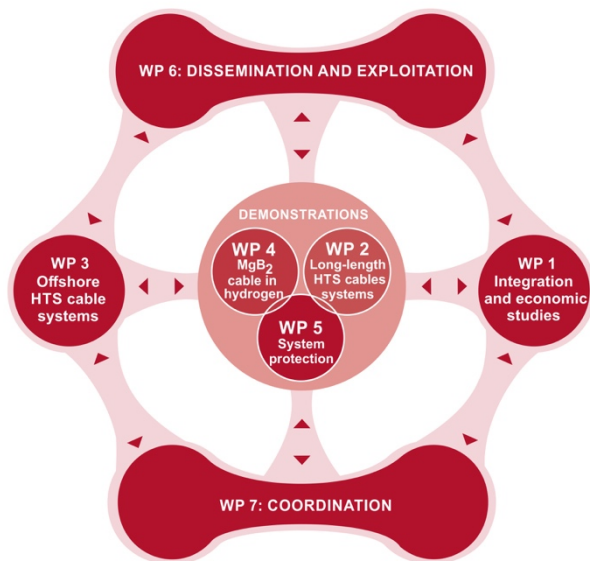 WP 6: DISSEMINATION AND EXPLOITATION
DEMONSTRATIONS
WP 4
MgB₂
cable in
hydrogen
WP 2
Long-length
HTS cables
systems
WP 5
System
protection
WP 3
Offshore
HTS cable
systems
WP 1
Integration
and economic
studies
WP 7: COORDINATION